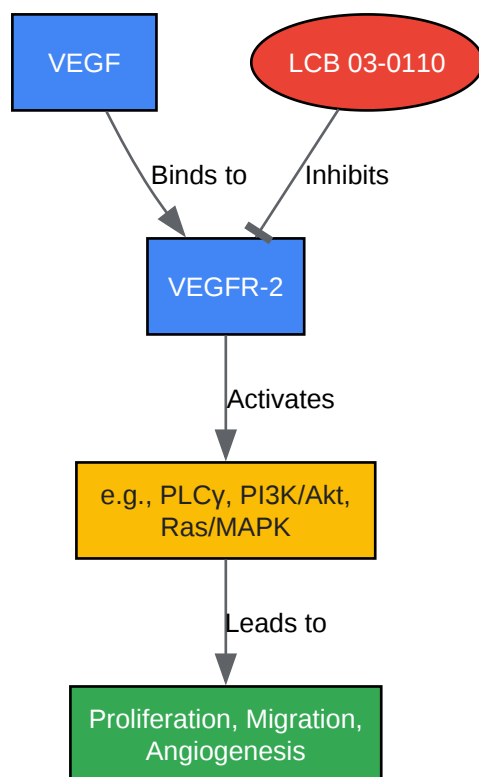 VEGF
LCB 03-0110
Binds to
Inhibits
VEGFR-2
Activates
e.g., PLCγ, PI3K/Akt,
Ras/MAPK
Leads to
Proliferation, Migration,
Angiogenesis